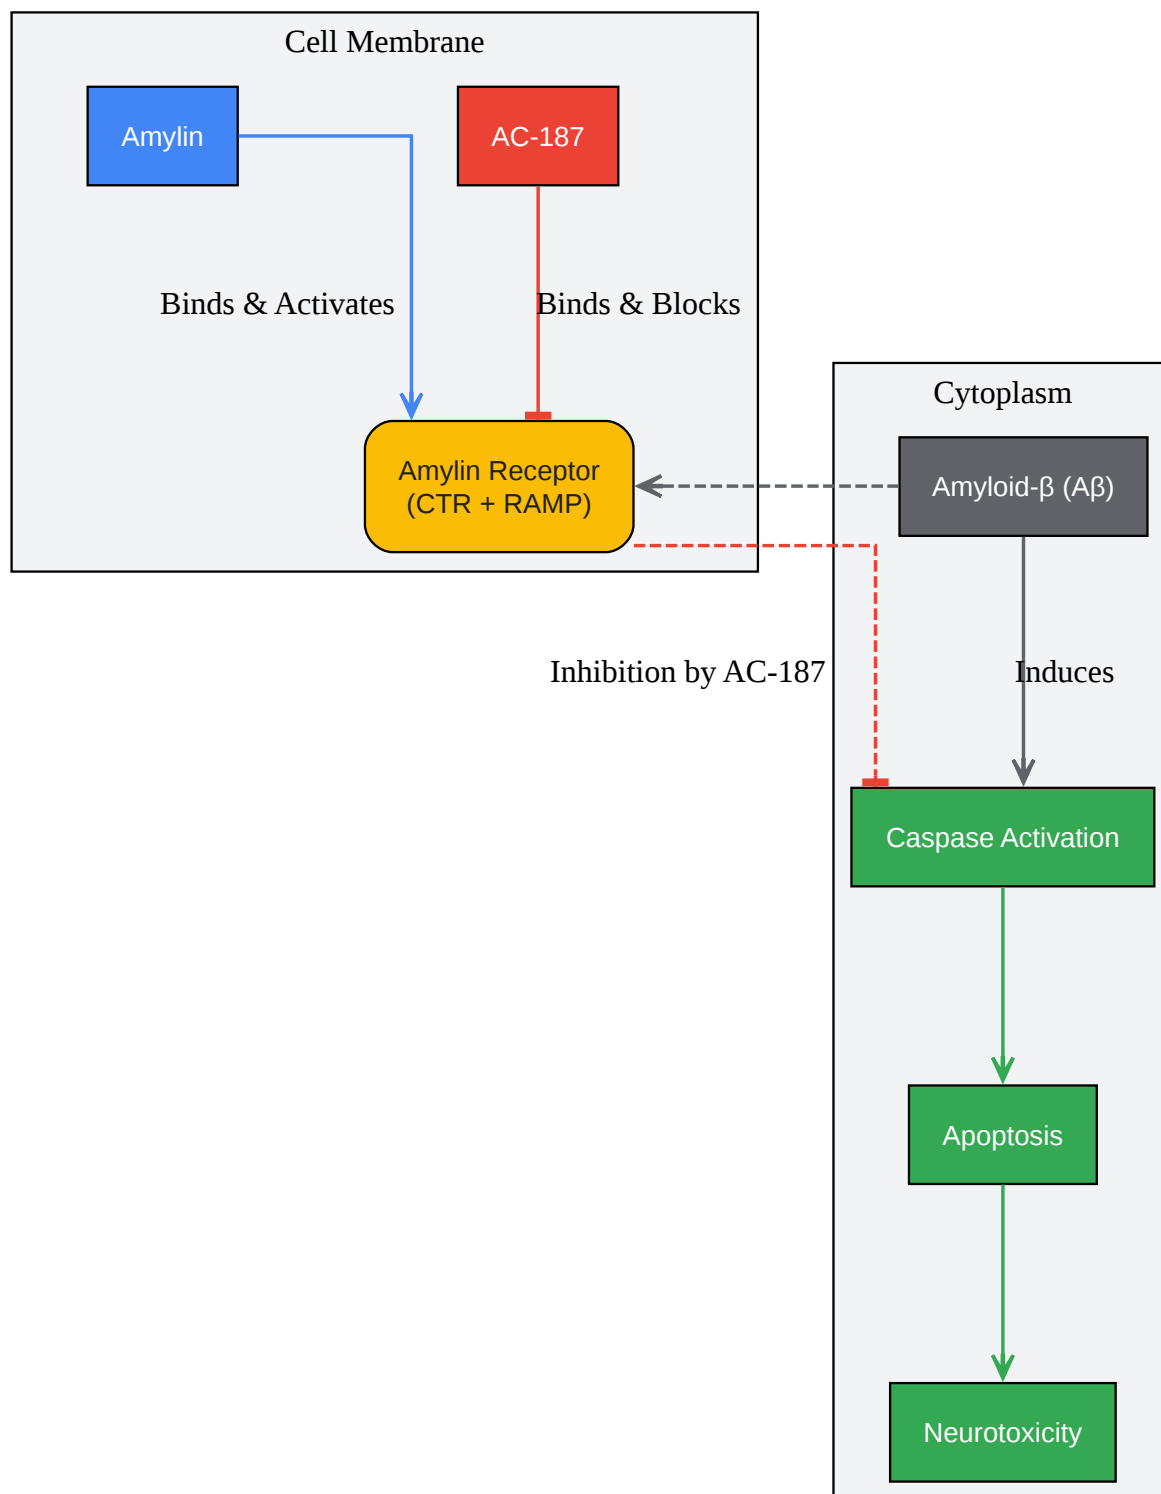 Cell Membrane
Amylin
AC-187
Binds & Activates
Binds & Blocks
Cytoplasm
Amylin Receptor
(CTR + RAMP)
Amyloid-β (Aβ)
Inhibition by AC-187
Induces
Caspase Activation
Apoptosis
Neurotoxicity